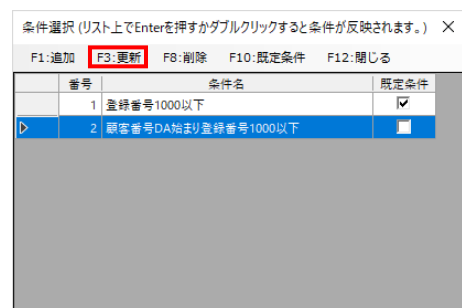 条件選択 (リスト上でEnterを押すかダブルクリックすると条件が反映されます。)
F1:追加 F3:更新 F8:削除 F10:既定条件 F12:閉じる
番号 条件名 既定条件
1 登録番号1000以下
2 顧客番号DA始まり登録番号1000以下